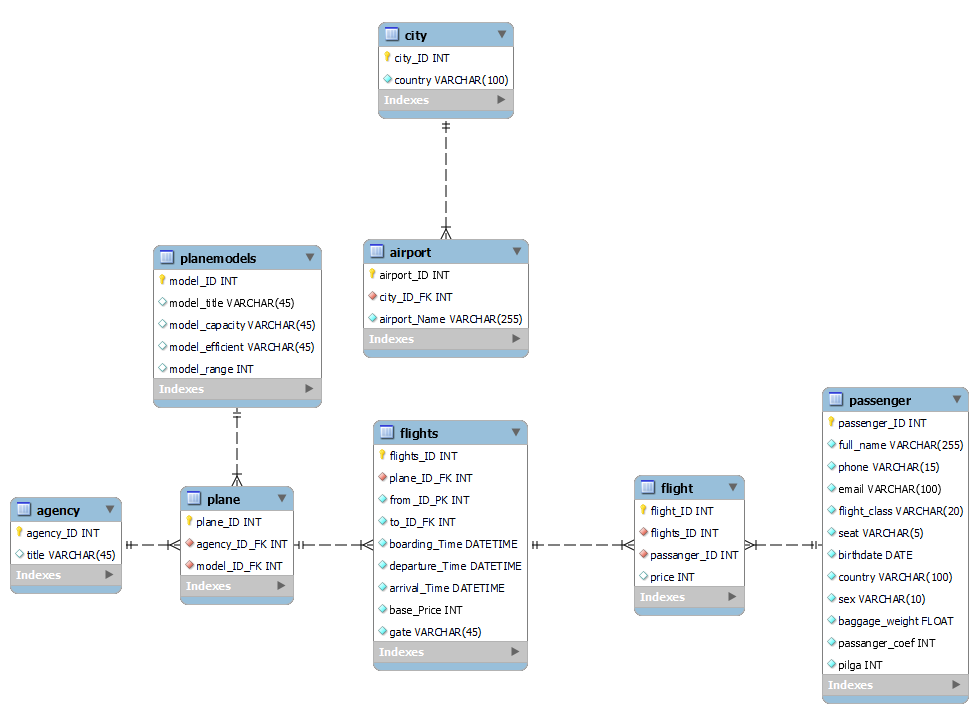 city
city_ID INT
country VARCHAR(100)
Indexes
airport
airport_ID INT
city_ID_FK INT
airport_Name VARCHAR(255)
Indexes
planemodels
model_ID INT
model_title VARCHAR(45)
model_capacity VARCHAR(45)
model_efficient VARCHAR(45)
model_range INT
Indexes
agency
agency_ID INT
title VARCHAR(45)
Indexes
plane
plane_ID INT
agency_ID_FK INT
model_ID_FK INT
Indexes
flights
flights_ID INT
plane_ID_FK INT
from_ID_PK INT
to_ID_FK INT
boarding_Time DATETIME
departure_Time DATETIME
arrival_Time DATETIME
base_Price INT
gate VARCHAR(45)
Indexes
flight
flight_ID INT
flights_ID INT
passanger_ID INT
price INT
Indexes
passenger
passenger_ID INT
full_name VARCHAR(255)
phone VARCHAR(15)
email VARCHAR(100)
flight_class VARCHAR(20)
seat VARCHAR(5)
birthdate DATE
country VARCHAR(100)
sex VARCHAR(10)
baggage_weight FLOAT
passanger_coef INT
pilga INT
Indexes